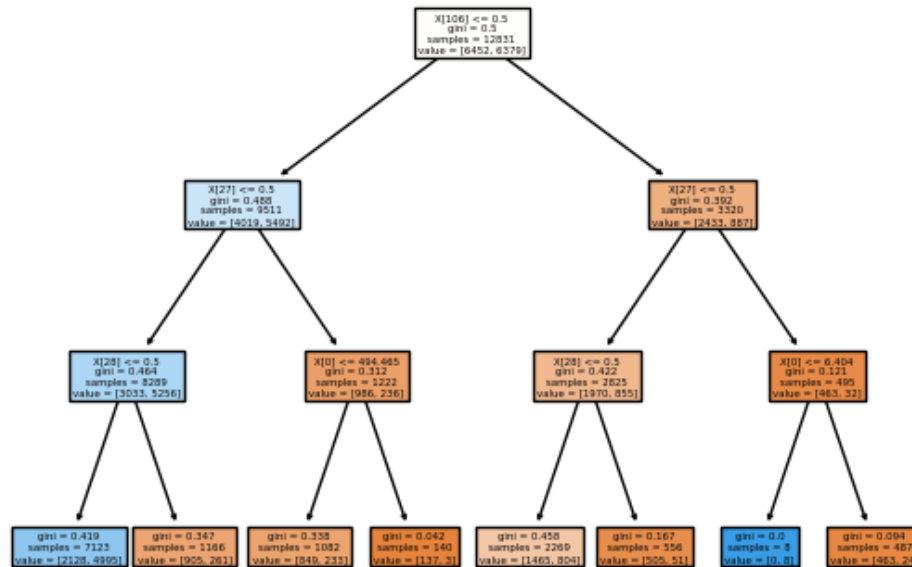 X[106] <= 0.5
gini = 0.5
samples = 12831
value = [6452, 6379]
X[27] <= 0.5
gini = 0.488
samples = 9511
value = [4019, 5492]
X[27] <= 0.5
gini = 0.392
samples = 3320
value = [2433, 887]
X[28] <= 0.5
gini = 0.464
samples = 8289
value = [3033, 5256]
X[0] <= 494.465
gini = 0.312
samples = 1222
value = [986, 236]
X[28] <= 0.5
gini = 0.422
samples = 2825
value = [1970, 855]
X[0] <= 6.404
gini = 0.121
samples = 495
value = [463, 32]
gini = 0.419
samples = 7123
value = [2128, 4995]
gini = 0.347
samples = 1166
value = [905, 261]
gini = 0.338
samples = 1082
value = [849, 233]
gini = 0.042
samples = 140
value = [137, 3]
gini = 0.458
samples = 2269
value = [1465, 804]
gini = 0.167
samples = 556
value = [505, 51]
gini = 0.0
samples = 8
value = [0, 8]
gini = 0.094
samples = 487
value = [463, 2